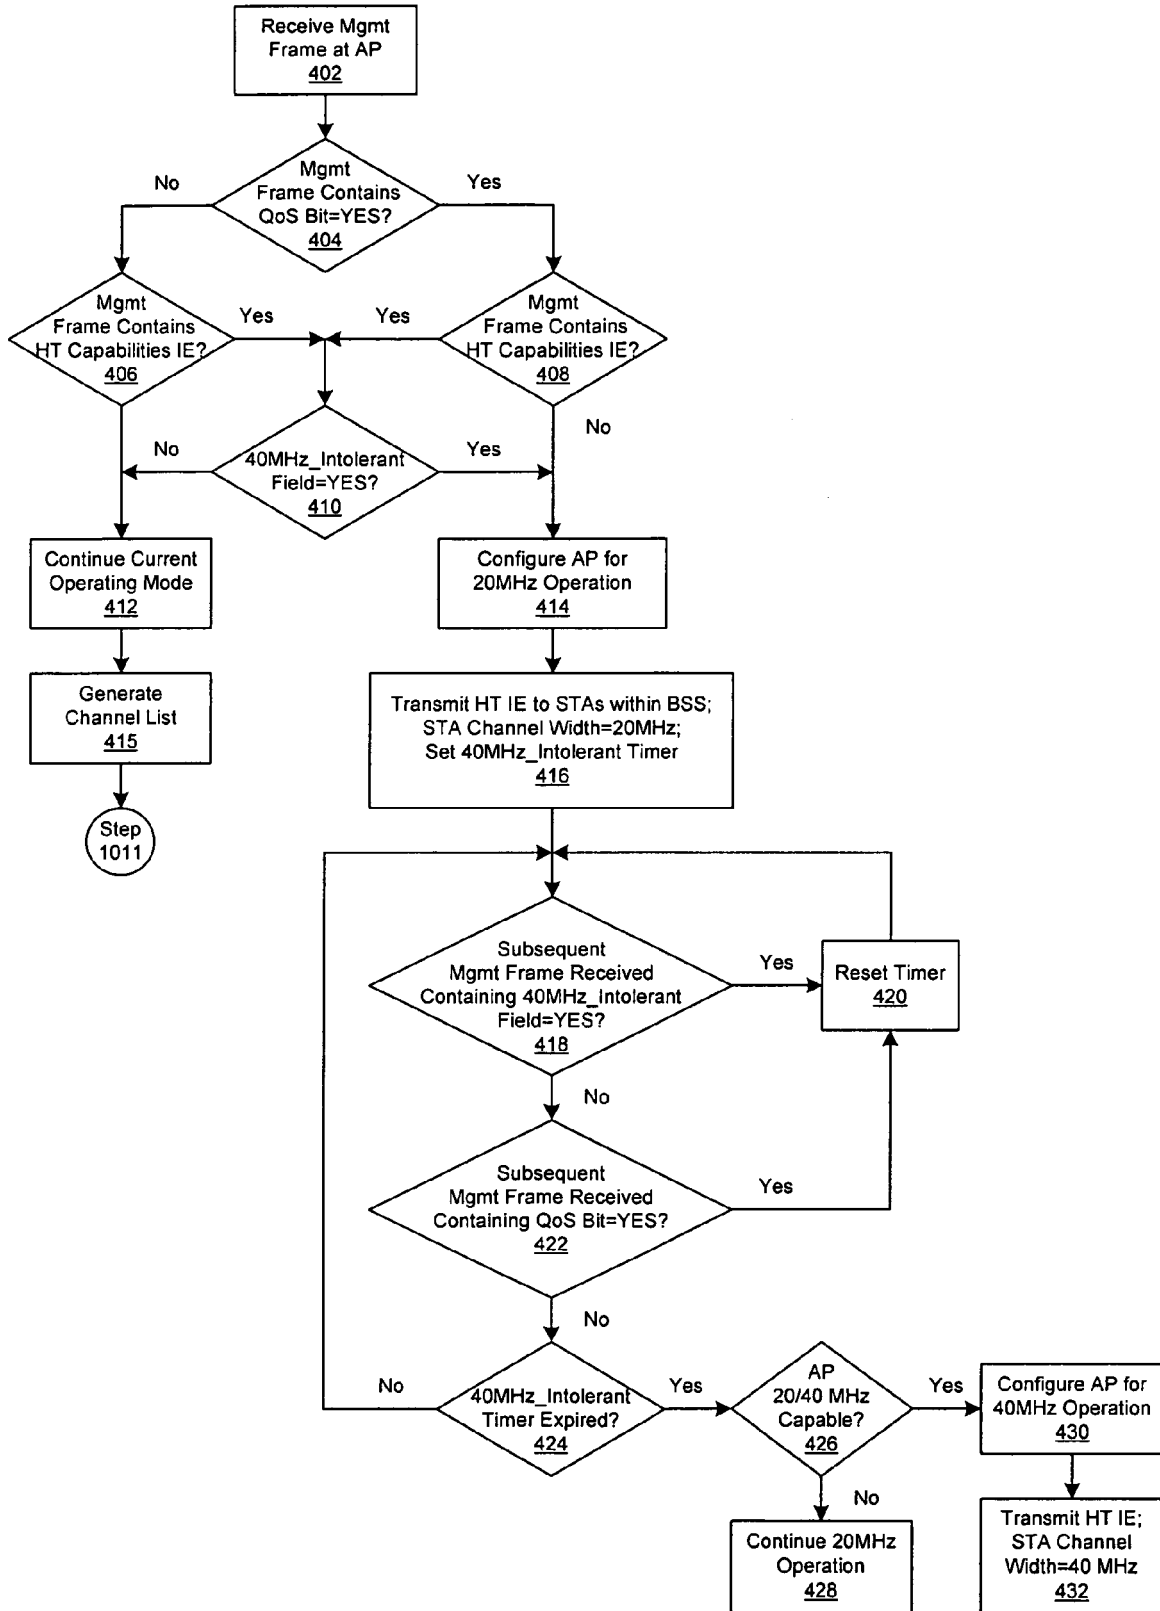 Receive Mgmt
Frame at AP
402
Mgmt
Frame Contains
QoS Bit=YES?
404
No
Yes
Mgmt
Frame Contains
HT Capabilities IE?
406
Yes
Yes
Mgmt
Frame Contains
HT Capabilities IE?
408
No
40MHz_Intolerant
Field=YES?
410
No
Yes
Continue Current
Operating Mode
412
Configure AP for
20MHz Operation
414
Generate
Channel List
415
Transmit HT IE to STAs within BSS;
STA Channel Width=20MHz;
Set 40MHz_Intolerant Timer
416
Step
1011
Subsequent
Mgmt Frame Received
Containing 40MHz_Intolerant
Field=YES?
418
Yes
Reset Timer
420
No
Subsequent
Mgmt Frame Received
Containing QoS Bit=YES?
422
Yes
No
No
40MHz_Intolerant
Timer Expired?
424
Yes
AP
20/40 MHz
Capable?
426
Yes
Configure AP for
40MHz Operation
430
No
Continue 20MHz
Operation
428
Transmit HT IE;
STA Channel
Width=40 MHz
432